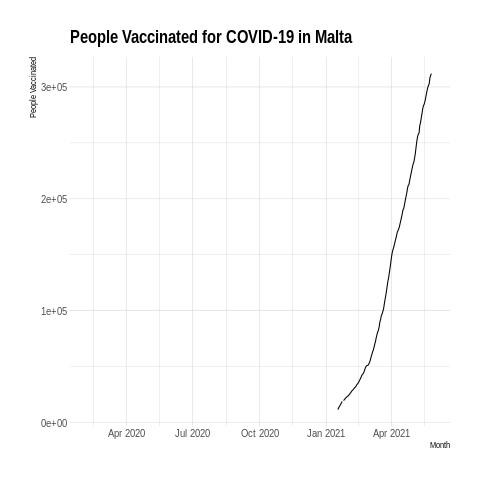 People Vaccinated for COVID-19 in Malta
People Vaccinated
3e+05
2e+05
1e+05
0e+00
Apr 2020 Jul 2020 Oct 2020 Jan 2021 Apr 2021
Month